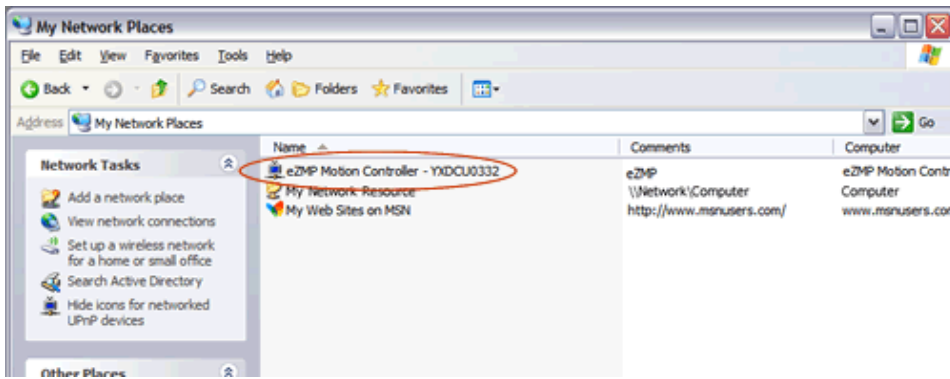 My Network Places
File Edit View Favorites Tools Help
Back Search Folders Favorites
Address My Network Places Go
Name Comments Computer
Network Tasks
Add a network place
View network connections
Set up a wireless network
for a home or small office
Search Active Directory
Hide icons for networked
UPnP devices
Other Places
eZMP Motion Controller - YXDCU0332 eZMP eZMP Motion Contr
My Network Resource \\Network\Computer Computer
My Web Sites on MSN http://www.msnusers.com/ www.msnusers.con